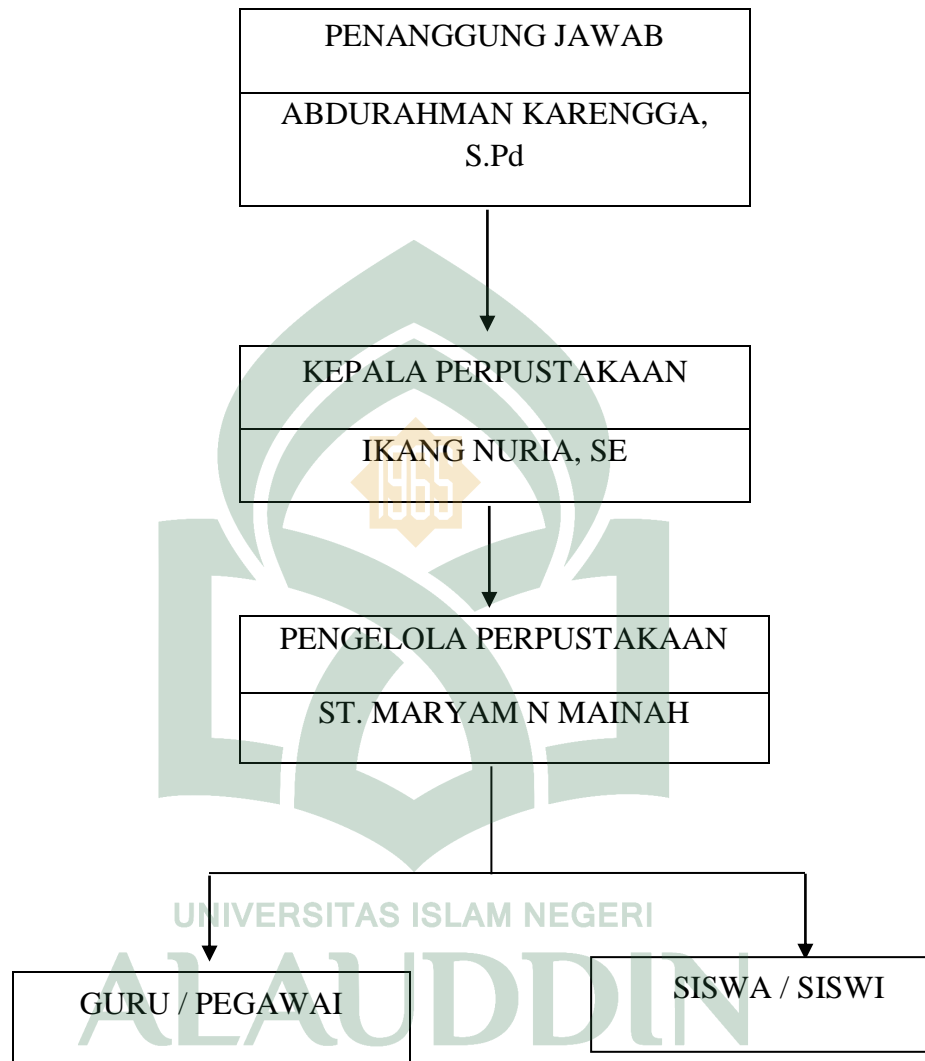 PENANGGUNG JAWAB
ABDURAHMAN KARENGGA,
S.Pd
KEPALA PERPUSTAKAAN
IKANG NURIA, SE
1965
PENGELOLA PERPUSTAKAAN
ST. MARYAM N MAINAH
UNIVERSITAS ISLAM NEGERI
ALAUDDIN
GURU / PEGAWAI
SISWA / SISWI